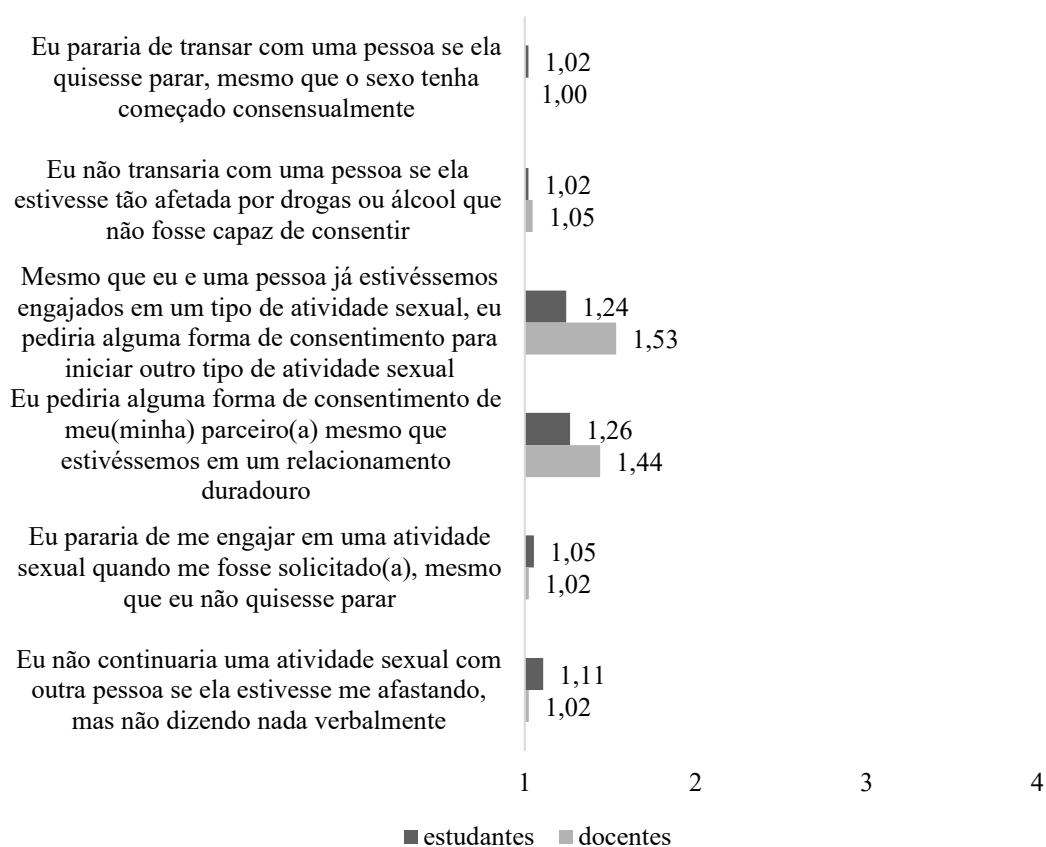 Eu pararia de transar com uma pessoa se ela
quisesse parar, mesmo que o sexo tenha
começado consensualmente
1,02
1,00
Eu não transaria com uma pessoa se ela
estivesse tão afetada por drogas ou álcool que
não fosse capaz de consentir
1,02
1,05
Mesmo que eu e uma pessoa já estivéssemos
engajados em um tipo de atividade sexual, eu
pediria alguma forma de consentimento para
iniciar outro tipo de atividade sexual
1,24
1,53
Eu pediria alguma forma de consentimento de
meu(minha) parceiro(a) mesmo que
estivéssemos em um relacionamento
duradouro
1,26
1,44
Eu pararia de me engajar em uma atividade
sexual quando me fosse solicitado(a), mesmo
que eu não quisesse parar
1,05
1,02
Eu não continuaria uma atividade sexual com
outra pessoa se ela estivesse me afastando,
mas não dizendo nada verbalmente
1,11
1,02
1 2 3 4
estudantes docentes